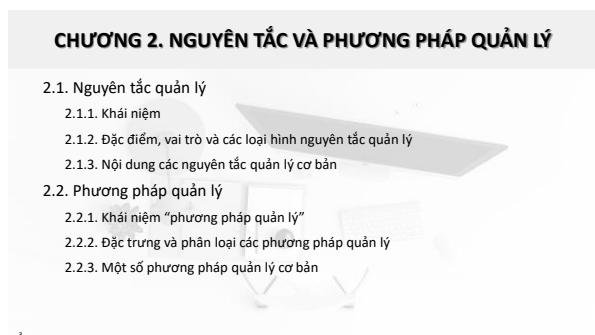 CHƯƠNG 2. NGUYÊN TẮC VÀ PHƯƠNG PHÁP QUẢN LÝ
2.1. Nguyên tắc quản lý
2.1.1. Khái niệm
2.1.2. Đặc điểm, vai trò và các loại hình nguyên tắc quản lý
2.1.3. Nội dung các nguyên tắc quản lý cơ bản
2.2. Phương pháp quản lý
2.2.1. Khái niệm “phương pháp quản lý”
2.2.2. Đặc trưng và phân loại các phương pháp quản lý
2.2.3. Một số phương pháp quản lý cơ bản